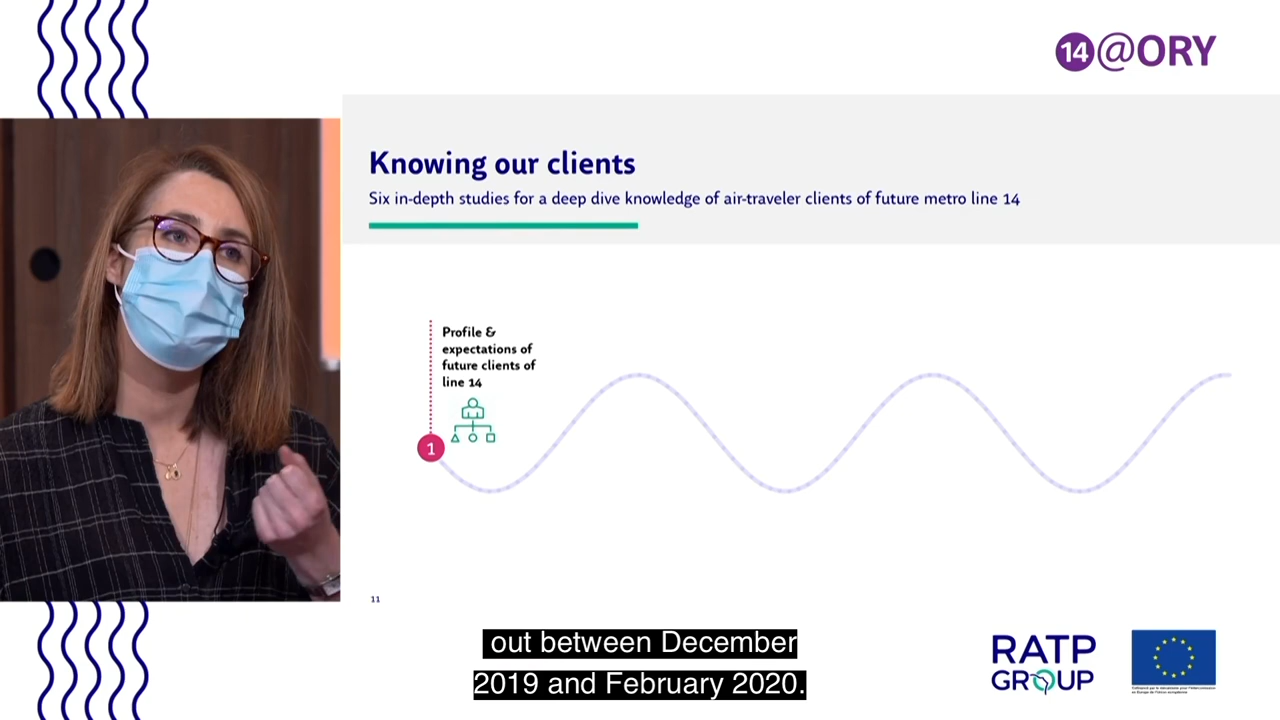 14@ORY
Knowing our clients
Six in-depth studies for a deep dive knowledge of air-traveler clients of future metro line 14
Profile &
expectations of
future clients of
line 14
1
11
out between December
2019 and February 2020.
RATP
GROUP